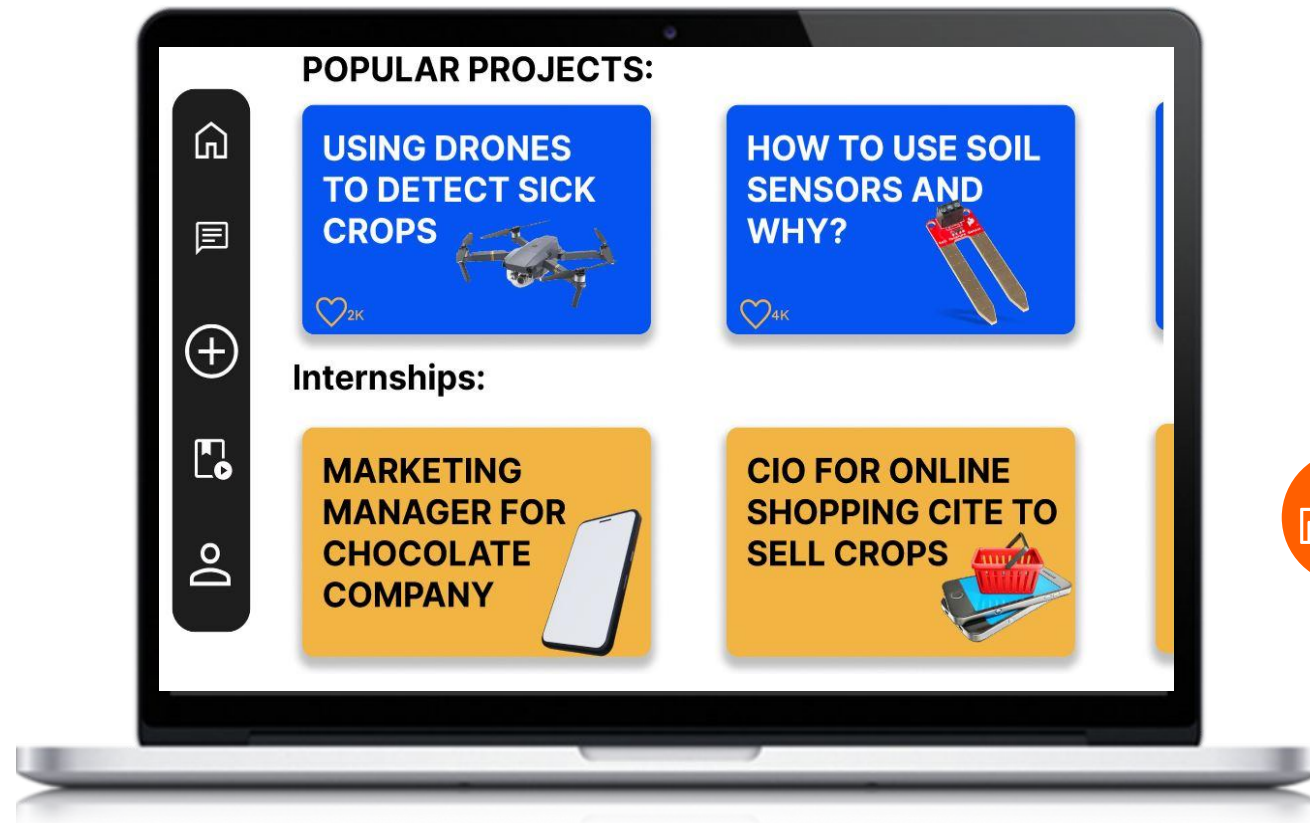 POPULAR PROJECTS:
USING DRONES
TO DETECT SICK
CROPS
2K
HOW TO USE SOIL
SENSORS AND
WHY?
4K
Internships:
MARKETING
MANAGER FOR
CHOCOLATE
COMPANY
CIO FOR ONLINE
SHOPPING CITE TO
SELL CROPS